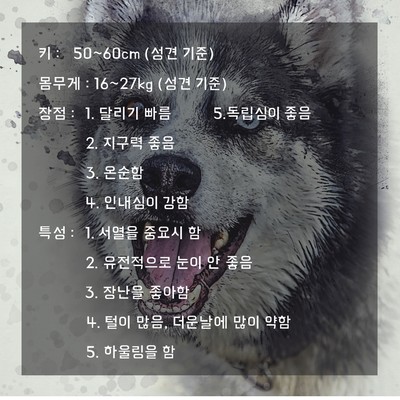 키 : 50~60cm (성견 기준)
몸무게 : 16~27kg (성견 기준)
장점 : 1. 달리기 빠름 5.독립심이 좋음
2. 지구력 좋음
3. 온순함
4. 인내심이 강함
특성 : 1. 서열을 중요시 함
2. 유전적으로 눈이 안 좋음
3. 장난을 좋아함
4. 털이 많음, 더운날에 많이 약함
5. 하울링을 함